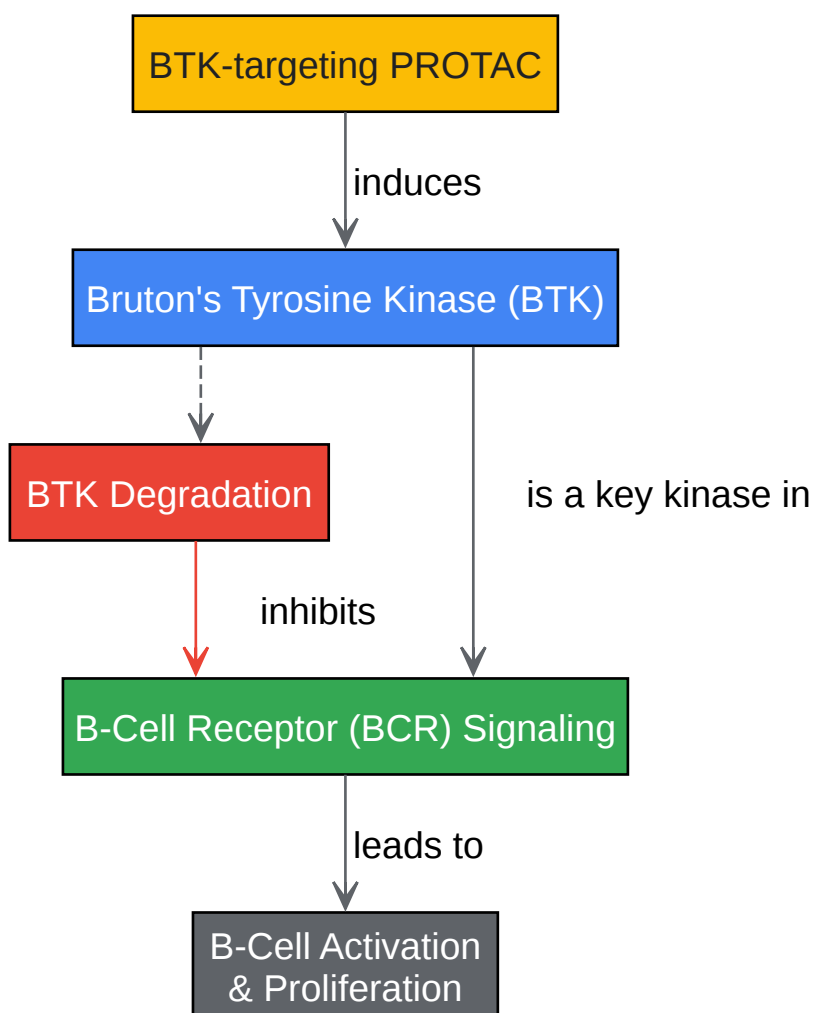 BTK-targeting PROTAC
induces
Bruton's Tyrosine Kinase (BTK)
BTK Degradation
is a key kinase in
inhibits
B-Cell Receptor (BCR) Signaling
leads to
B-Cell Activation
& Proliferation